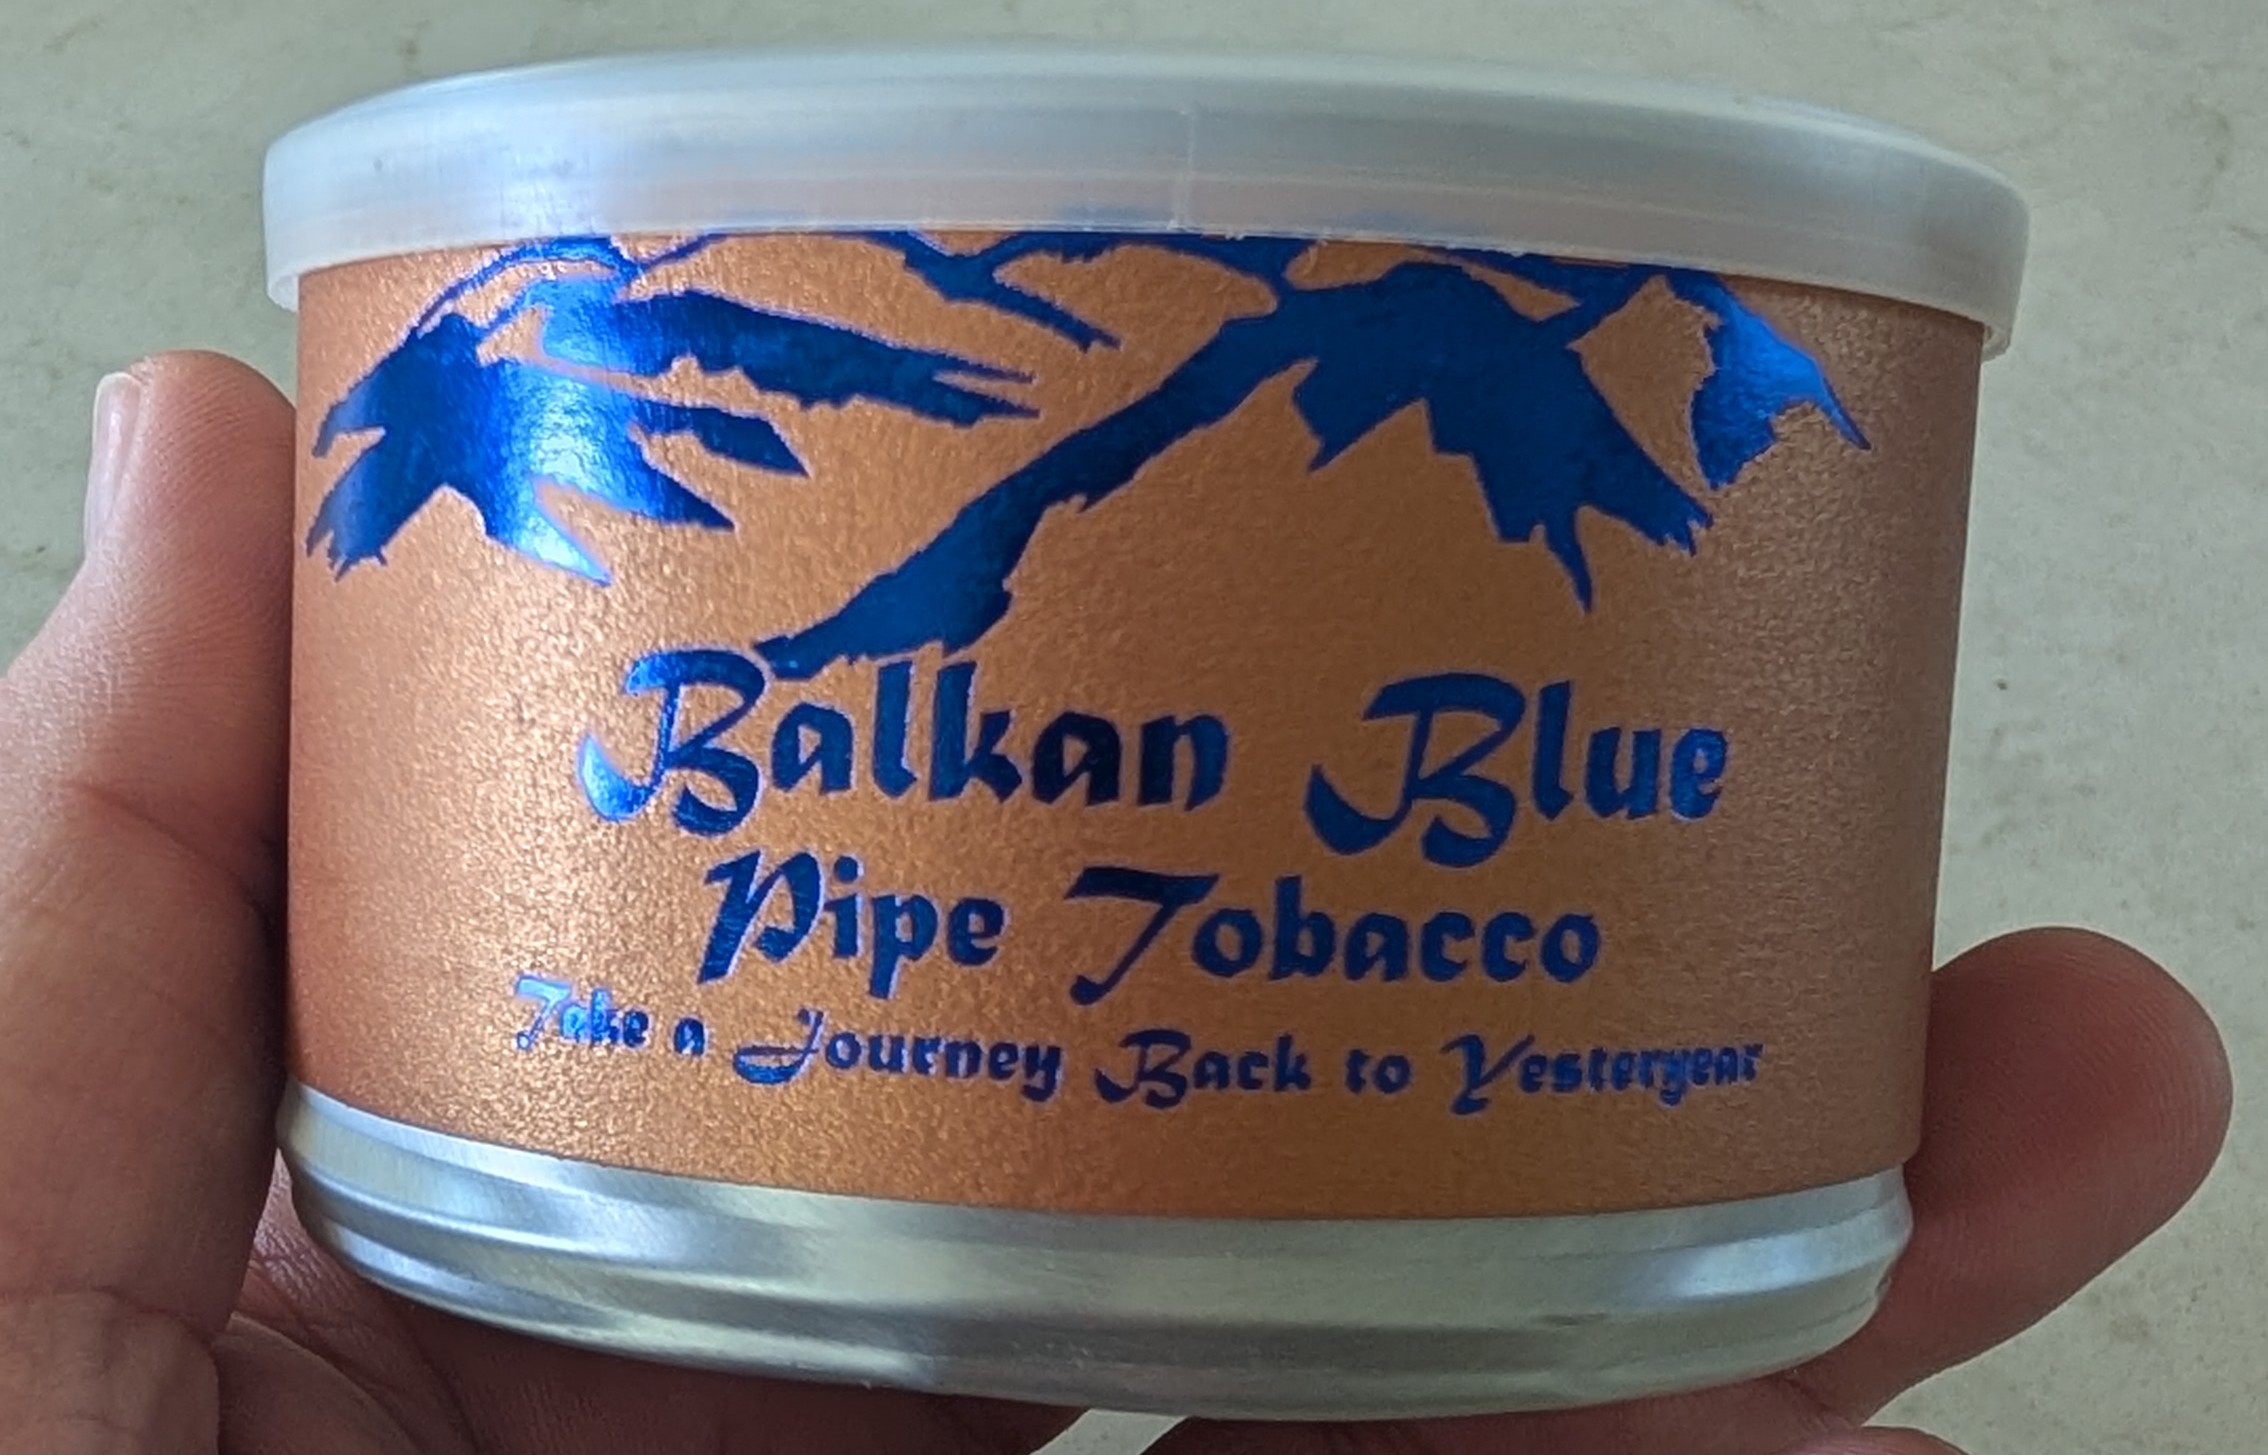 Balkan Blue
Pipe Tobacco
Take a Journey Back to Yesteryear